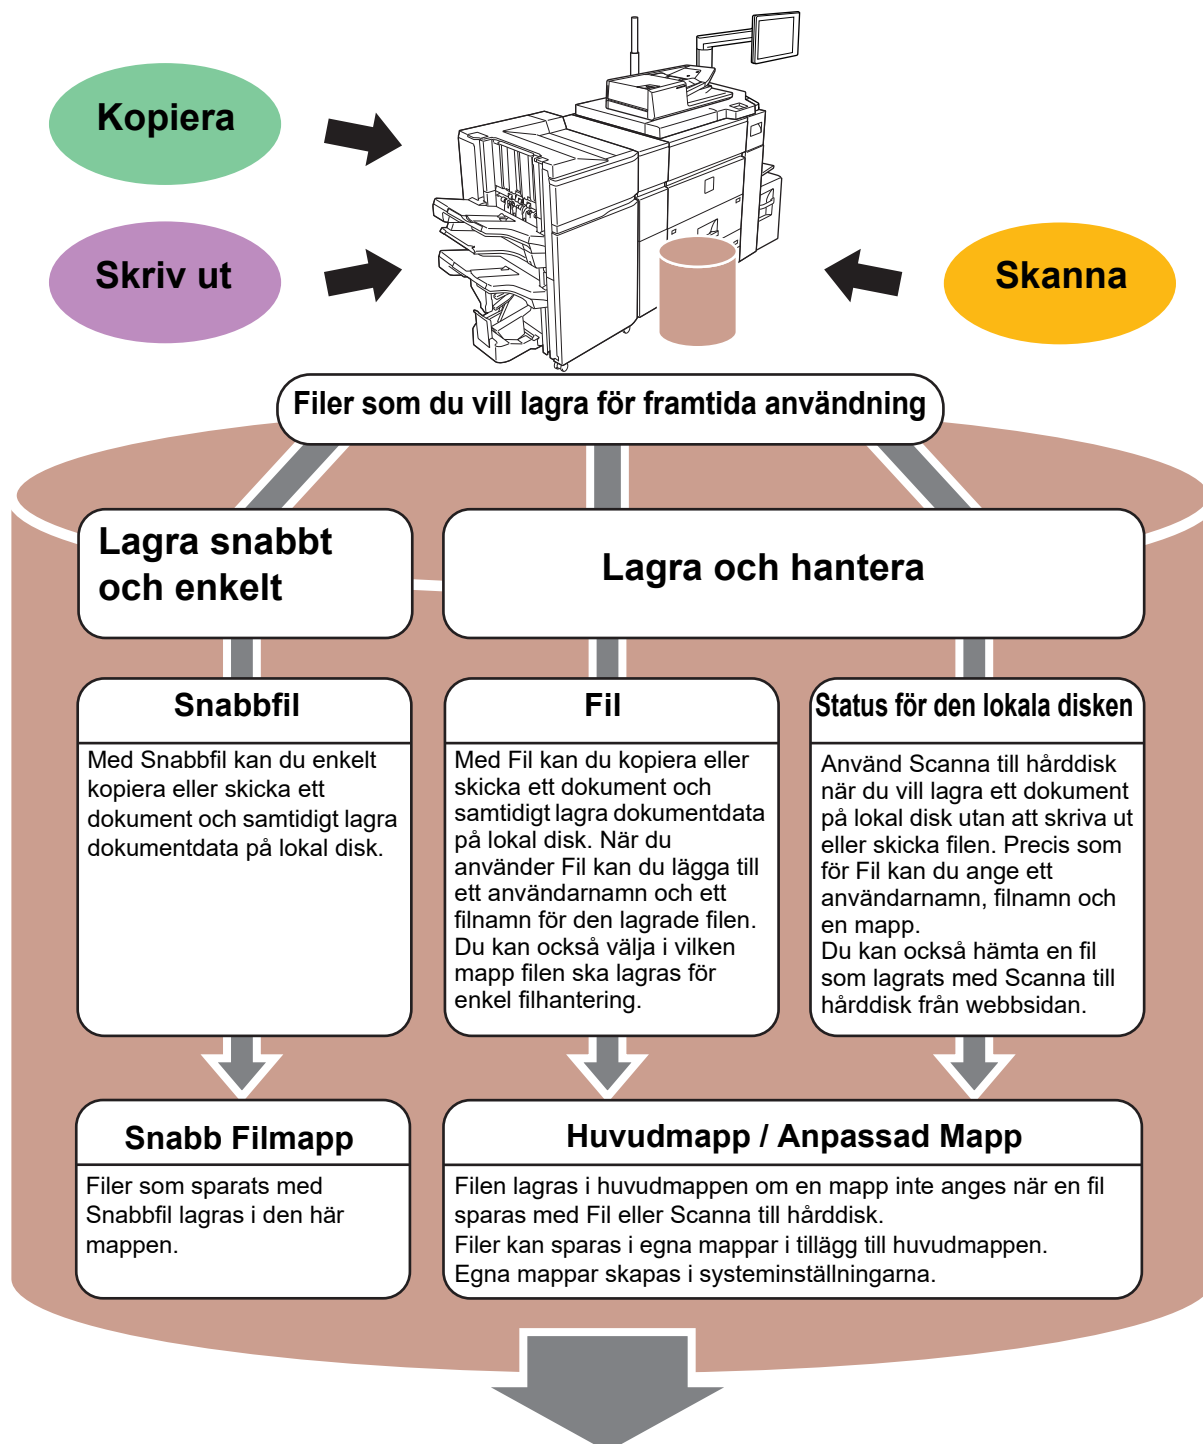 Kopiera
Skriv ut
Skanna
Filer som du vill lagra för framtida användning
Lagra snabbt
och enkelt
Lagra och hantera
Snabbfil
Med Snabbfil kan du enkelt
kopiera eller skicka ett
dokument och samtidigt lagra
dokumentdata på lokal disk.
Fil
Med Fil kan du kopiera eller
skicka ett dokument och
samtidigt lagra dokumentdata
på lokal disk. När du
använder Fil kan du lägga till
ett användarnamn och ett
filnamn för den lagrade filen.
Du kan också välja i vilken
mapp filen ska lagras för
enkel filhantering.
Status för den lokala disken
Använd Scanna till hårddisk
när du vill lagra ett dokument
på lokal disk utan att skriva ut
eller skicka filen. Precis som
för Fil kan du ange ett
användarnamn, filnamn och
en mapp.
Du kan också hämta en fil
som lagrats med Scanna till
hårddisk från webbsidan.
Snabb Filmapp
Filer som sparats med
Snabbfil lagras i den här
mappen.
Huvudmapp / Anpassad Mapp
Filen lagras i huvudmappen om en mapp inte anges när en fil
sparas med Fil eller Scanna till hårddisk.
Filer kan sparas i egna mappar i tillägg till huvudmappen.
Egna mappar skapas i systeminställningarna.